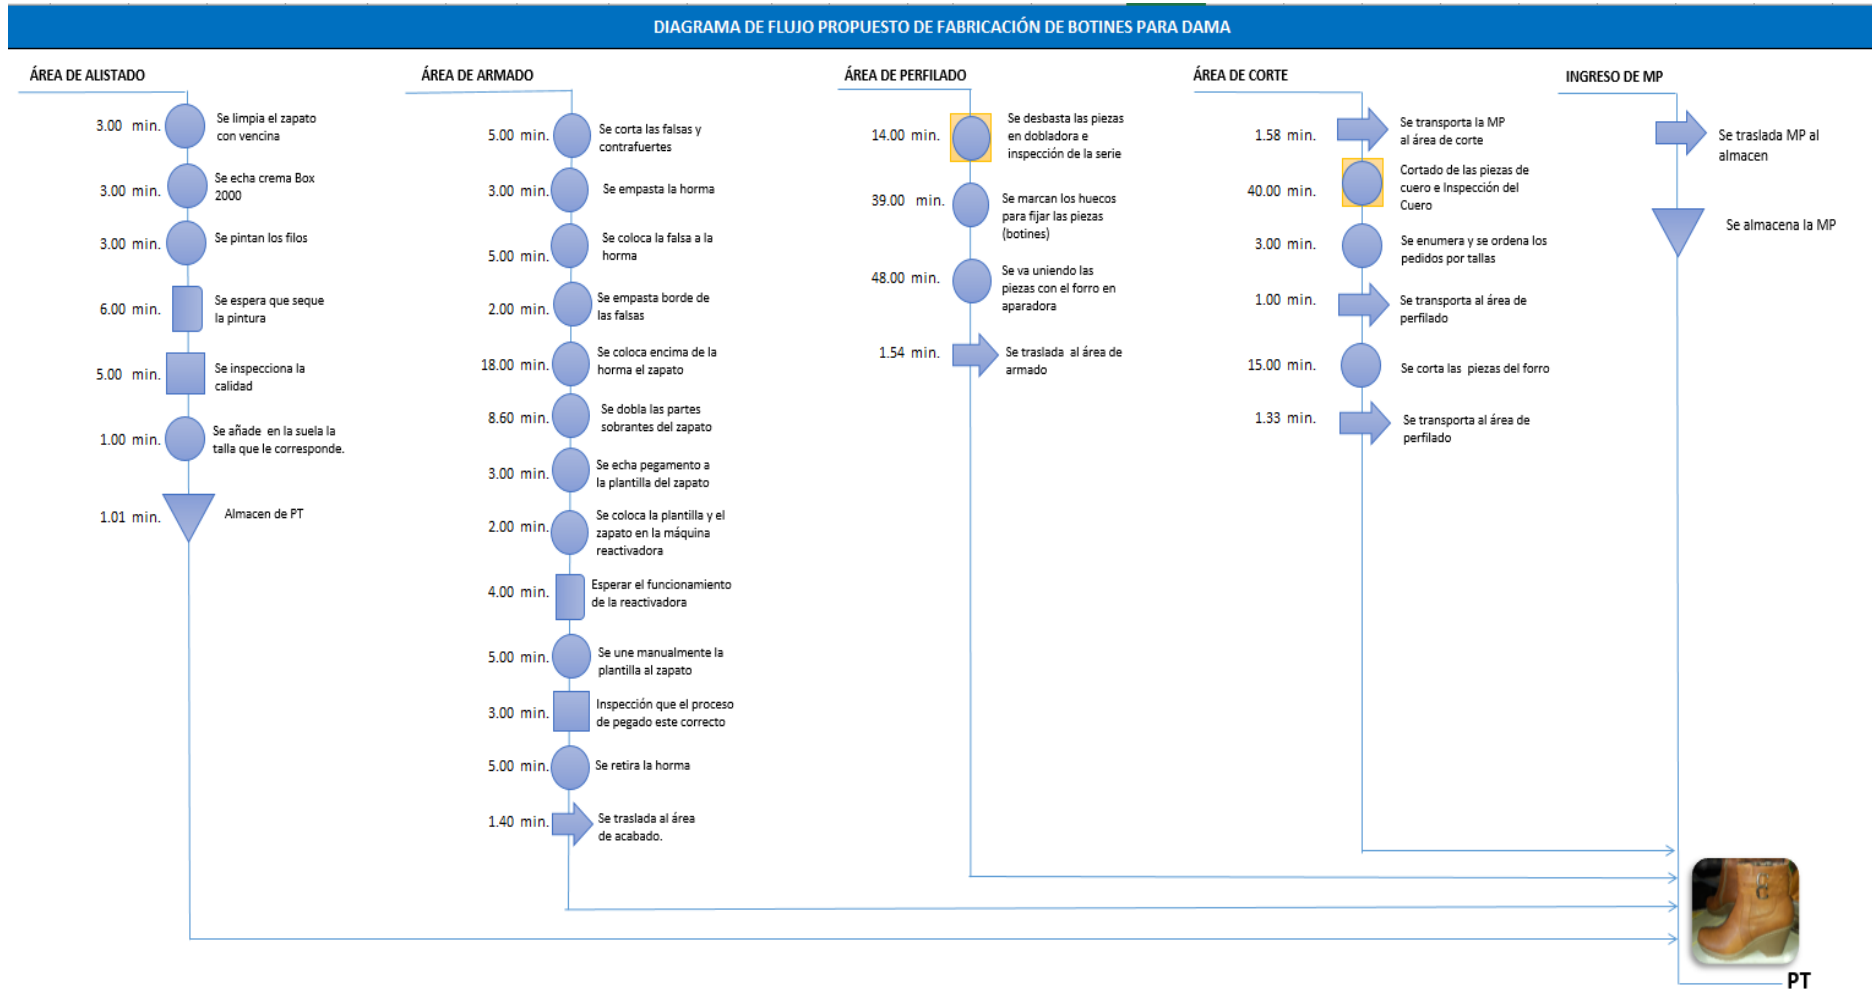 DIAGRAMA DE FLUJO PROPUESTO DE FABRICACIÓN DE BOTINES PARA DAMA
ÁREA DE ALISTADO
3.00 min.
Se limpia el zapato
con vencina
3.00 min.
Se echa crema Box
2000
3.00 min.
Se pintan los filos
6.00 min.
Se espera que seque
la pintura
5.00 min.
Se inspecciona la
calidad
1.00 min.
Se añade en la suela la
talla que le corresponde.
1.01 min.
Almacen de PT
ÁREA DE ARMADO
5.00 min.
Se corta las falsas y
contrafuertes
3.00 min.
Se empasta la horma
5.00 min.
Se coloca la falsa a la
horma
2.00 min.
Se empasta borde de
las falsas
18.00 min.
Se coloca encima de la
horma el zapato
8.60 min.
Se dobla las partes
sobrantes del zapato
3.00 min.
Se echa pegamento a
la plantilla del zapato
2.00 min.
Se coloca la plantilla y el
zapato en la máquina
reactivadora
4.00 min.
Esperar el funcionamiento
de la reactivadora
5.00 min.
Se une manualmente la
plantilla al zapato
3.00 min.
Inspección que el proceso
de pegado este correcto
5.00 min.
Se retira la horma
1.40 min.
Se traslada al área
de acabado.
ÁREA DE PERFILADO
14.00 min.
Se desbasta las piezas
en dobladora e
inspección de la serie
39.00 min.
Se marcan los huecos
para fijar las piezas
(botines)
48.00 min.
Se va uniendo las
piezas con el forro en
aparadora
1.54 min.
Se traslada al área de
armado
ÁREA DE CORTE
1.58 min.
Se transporta la MP
al área de corte
40.00 min.
Cortado de las piezas de
cuero e Inspección del
Cuero
3.00 min.
Se enumera y se ordena los
pedidos por tallas
1.00 min.
Se transporta al área de
perfilado
15.00 min.
Se corta las piezas del forro
1.33 min.
Se transporta al área de
perfilado
INGRESO DE MP
Se traslada MP al
almacen
Se almacena la MP
PT